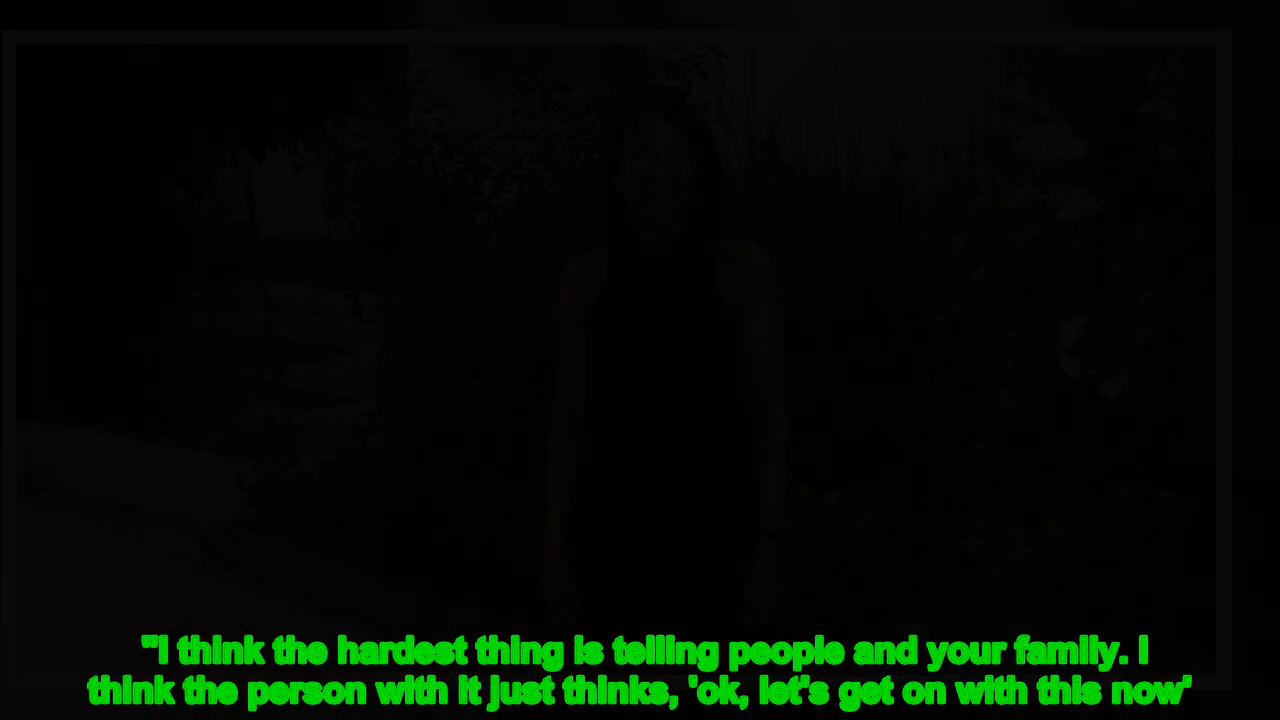 "I think the hardest thing is telling people and your family. I
think the person with it just thinks, 'ok, let's get on with this now'